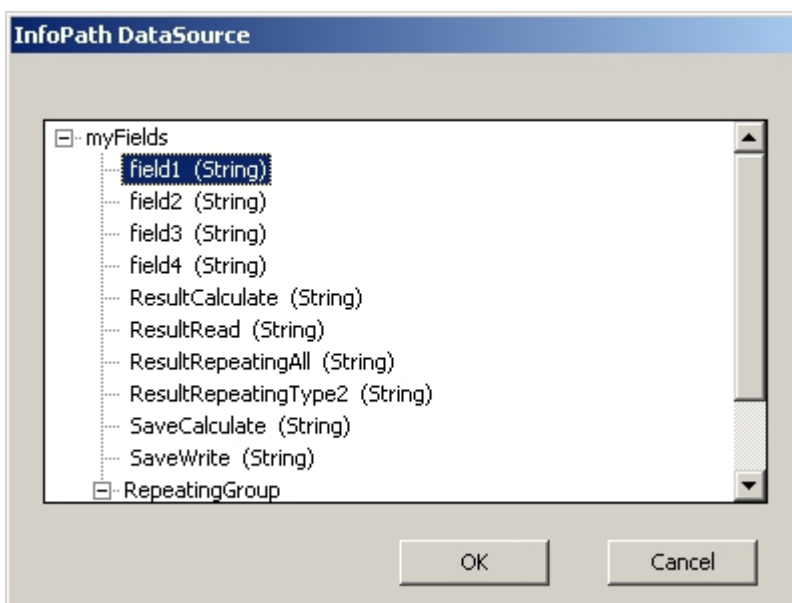 InfoPath DataSource
myFields
field1 (String)
field2 (String)
field3 (String)
field4 (String)
ResultCalculate (String)
ResultRead (String)
ResultRepeatingAll (String)
ResultRepeatingType2 (String)
SaveCalculate (String)
SaveWrite (String)
RepeatingGroup
OK Cancel